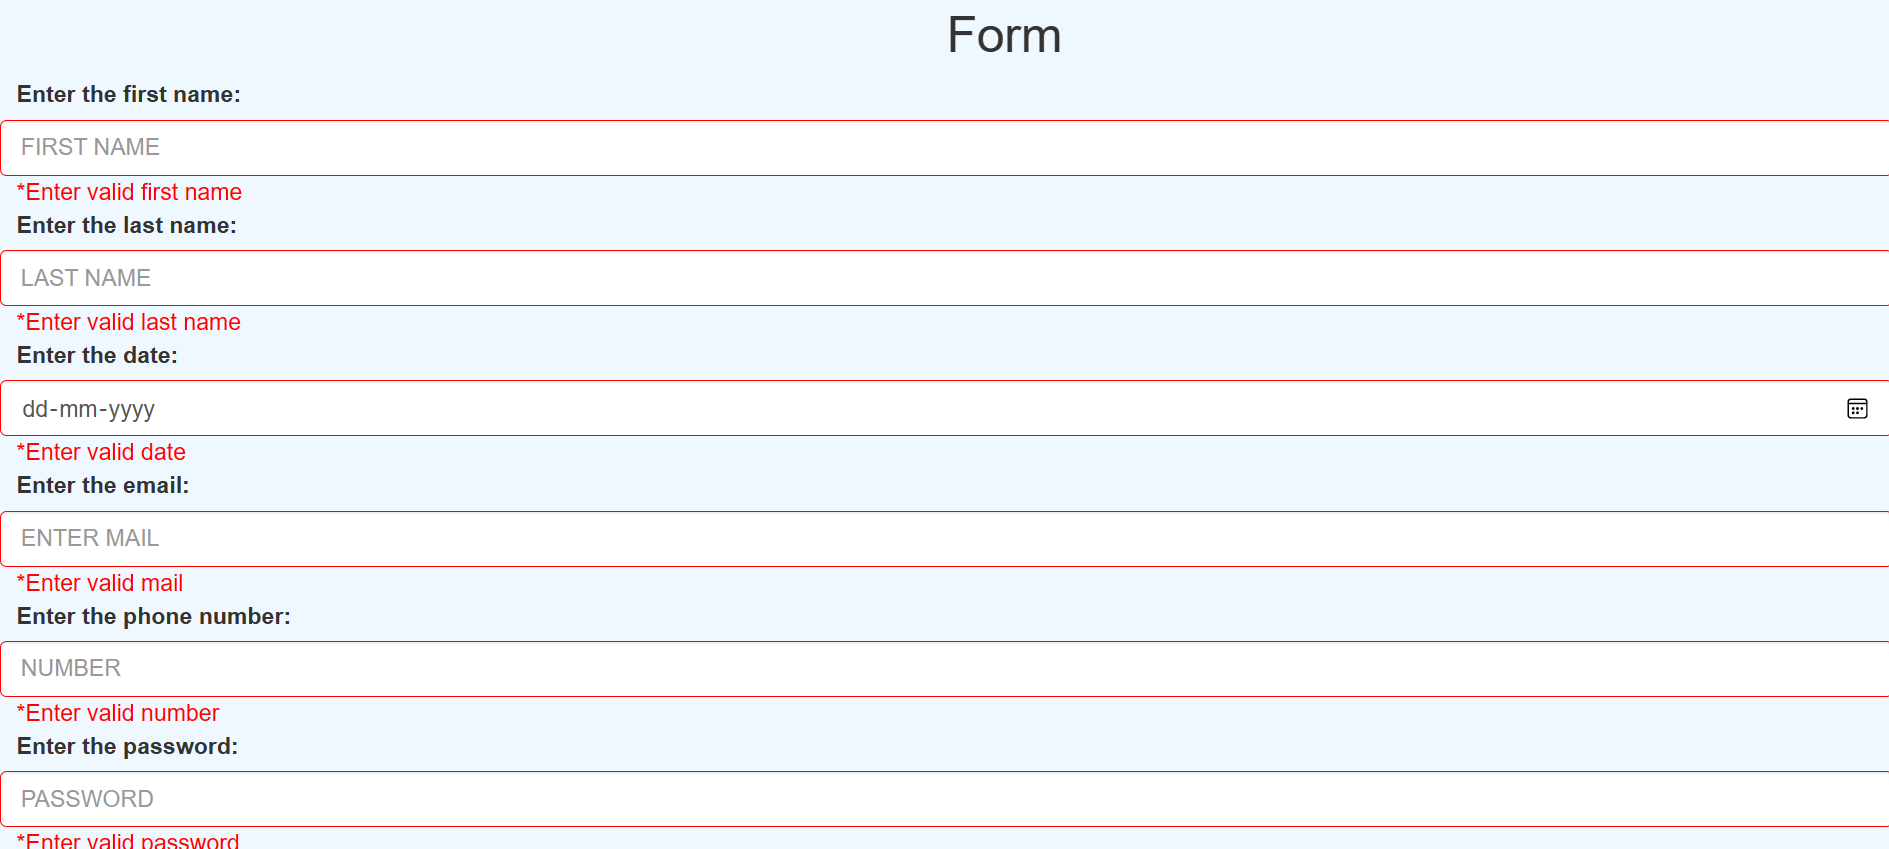 Form
Enter the first name:
FIRST NAME
*Enter valid first name
Enter the last name:
LAST NAME
*Enter valid last name
Enter the date:
dd-mm-yyyy
*Enter valid date
Enter the email:
ENTER MAIL
*Enter valid mail
Enter the phone number:
NUMBER
*Enter valid number
Enter the password:
PASSWORD
*Enter valid password